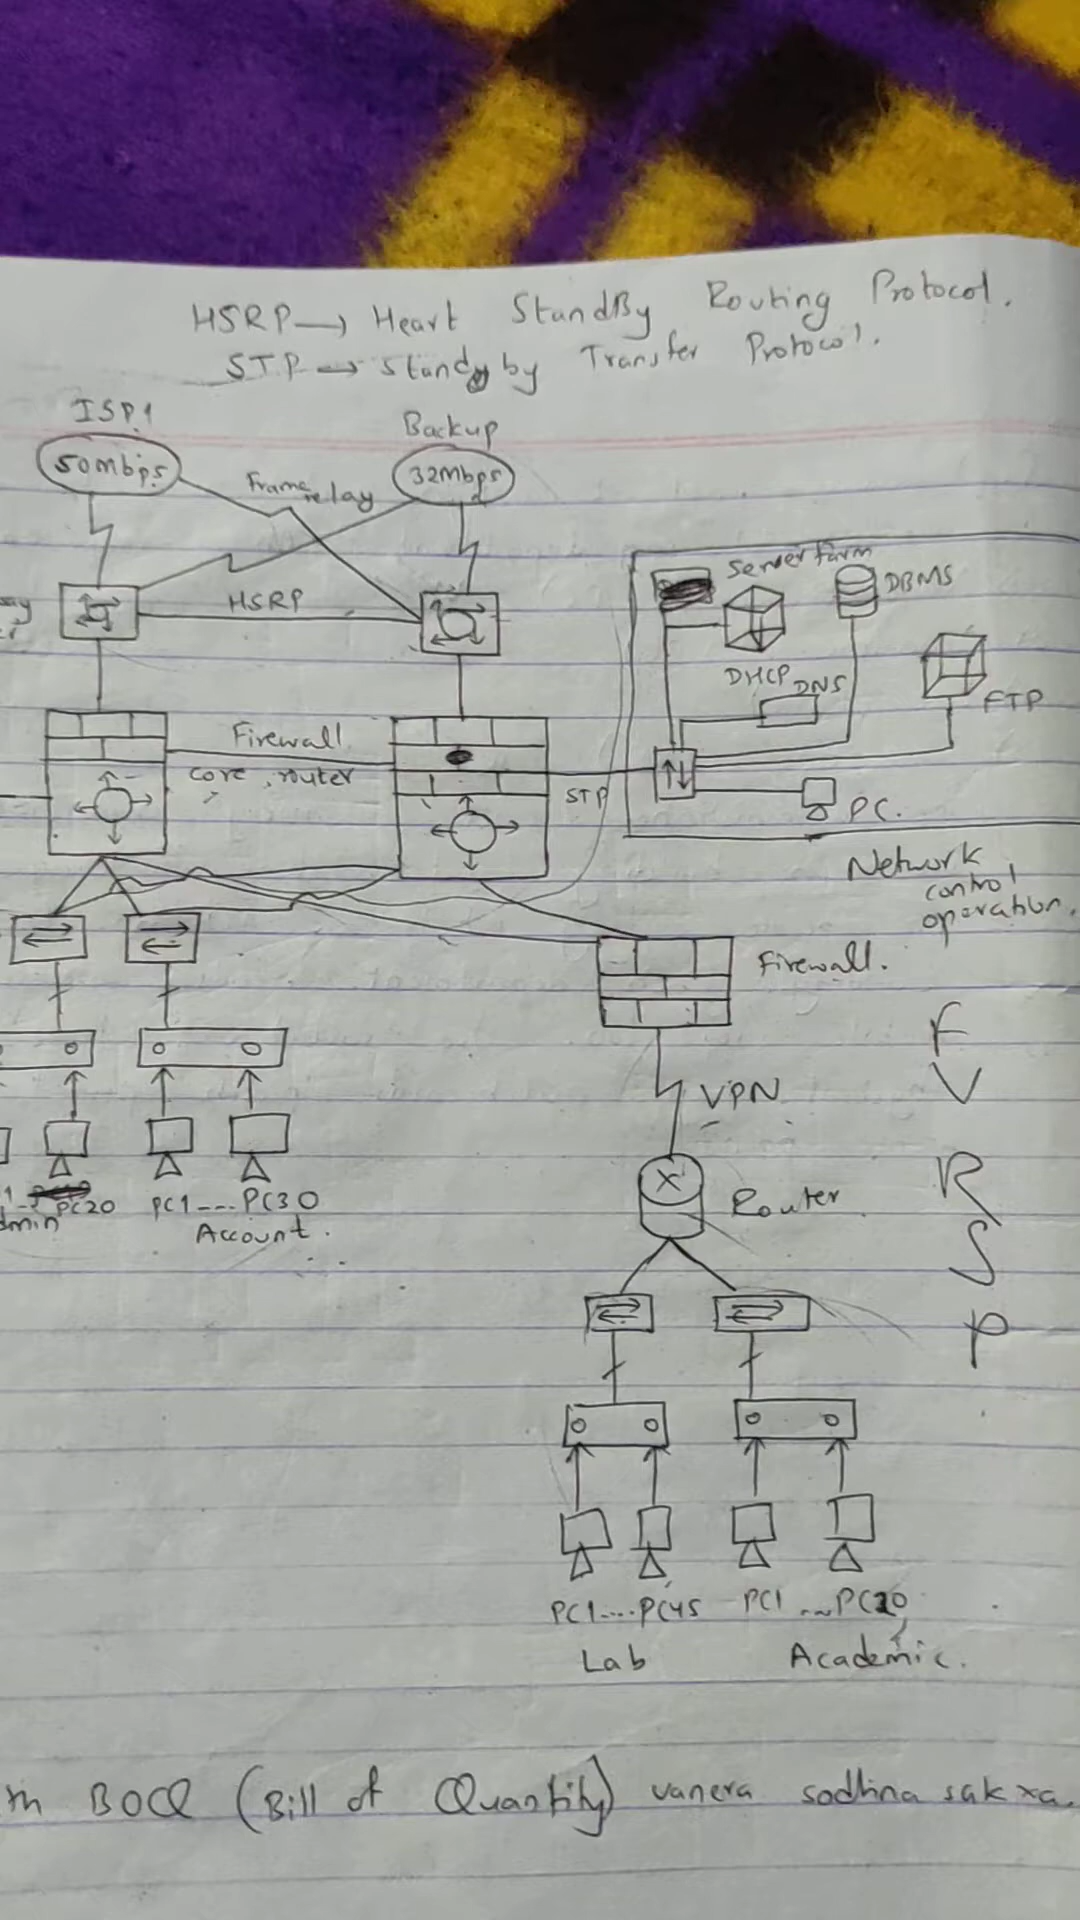 HSRP → Heart StandBy Routing Protocol.
STP → Stand by Transfer Protocol.
ISP1
Backup
50mbps
32Mbps
Frame relay
HSRP
Server farm
DBMS
DHCP
DNS
FTP
Firewall
core router
STP
PC.
Network
control
operation.
Firewall.
VPN
Router
PC20
PC1----PC30
Account.
F
V
R
S
P
PC1....PC45
PC1...PC20
Lab
Academic.
BOQ (Bill of Quantity) vanera sodhna sakxa.